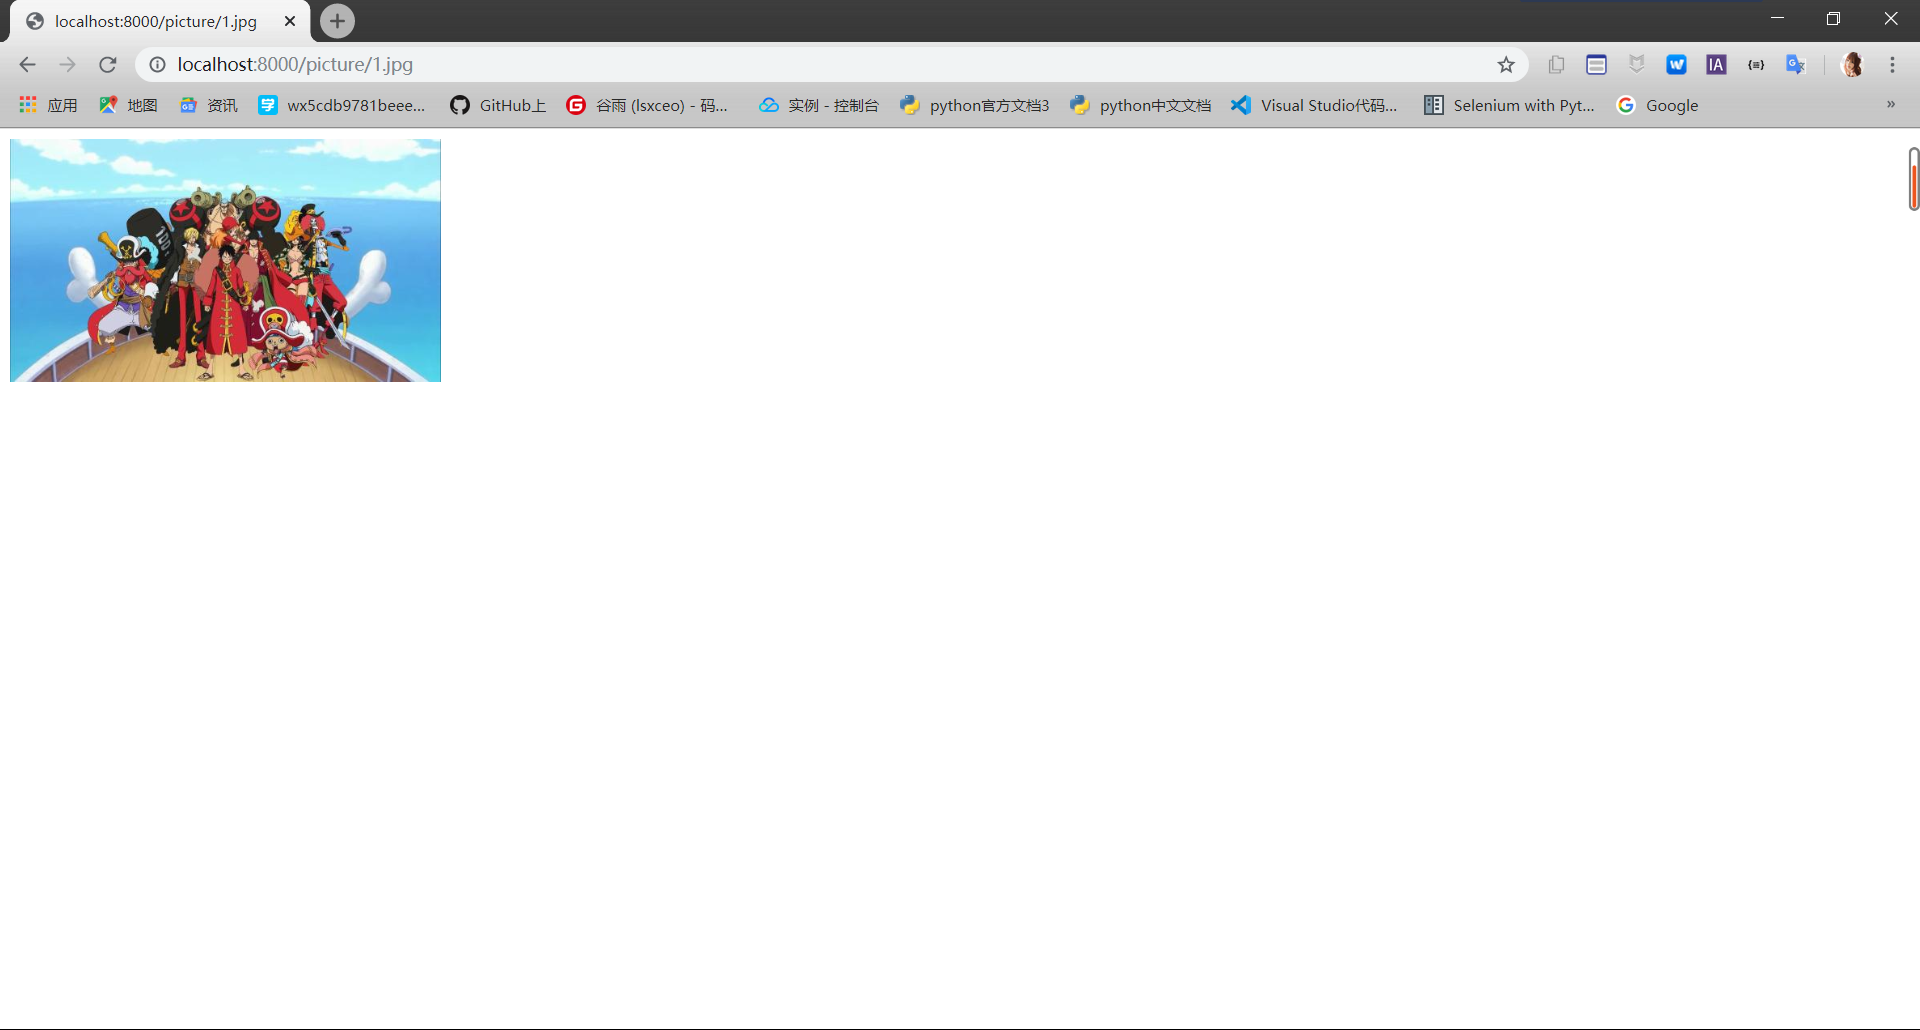 localhost:8000/picture/1.jpg
localhost:8000/picture/1.jpg
应用 地图 资讯 wx5cdb9781beee... GitHub上 谷雨 (lsxceo) - 码... 实例 - 控制台 python官方文档3 python中文文档 Visual Studio代码... Selenium with Pyt... Google »